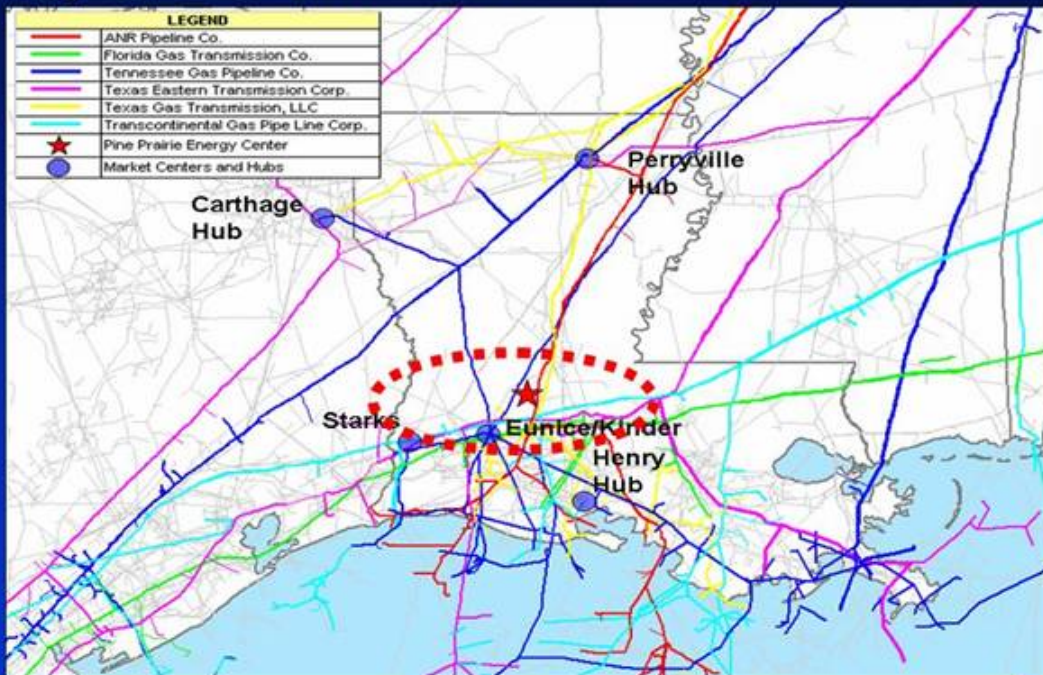 LEGEND
ANR Pipeline Co.
Florida Gas Transmission Co.
Tennessee Gas Pipeline Co.
Texas Eastern Transmission Corp.
Texas Gas Transmission, LLC
Transcontinental Gas Pipe Line Corp.
Pine Prairie Energy Center
Market Centers and Hubs
Perryville
Hub
Carthage
Hub
Starks
Eunice/Kinder
Henry
Hub